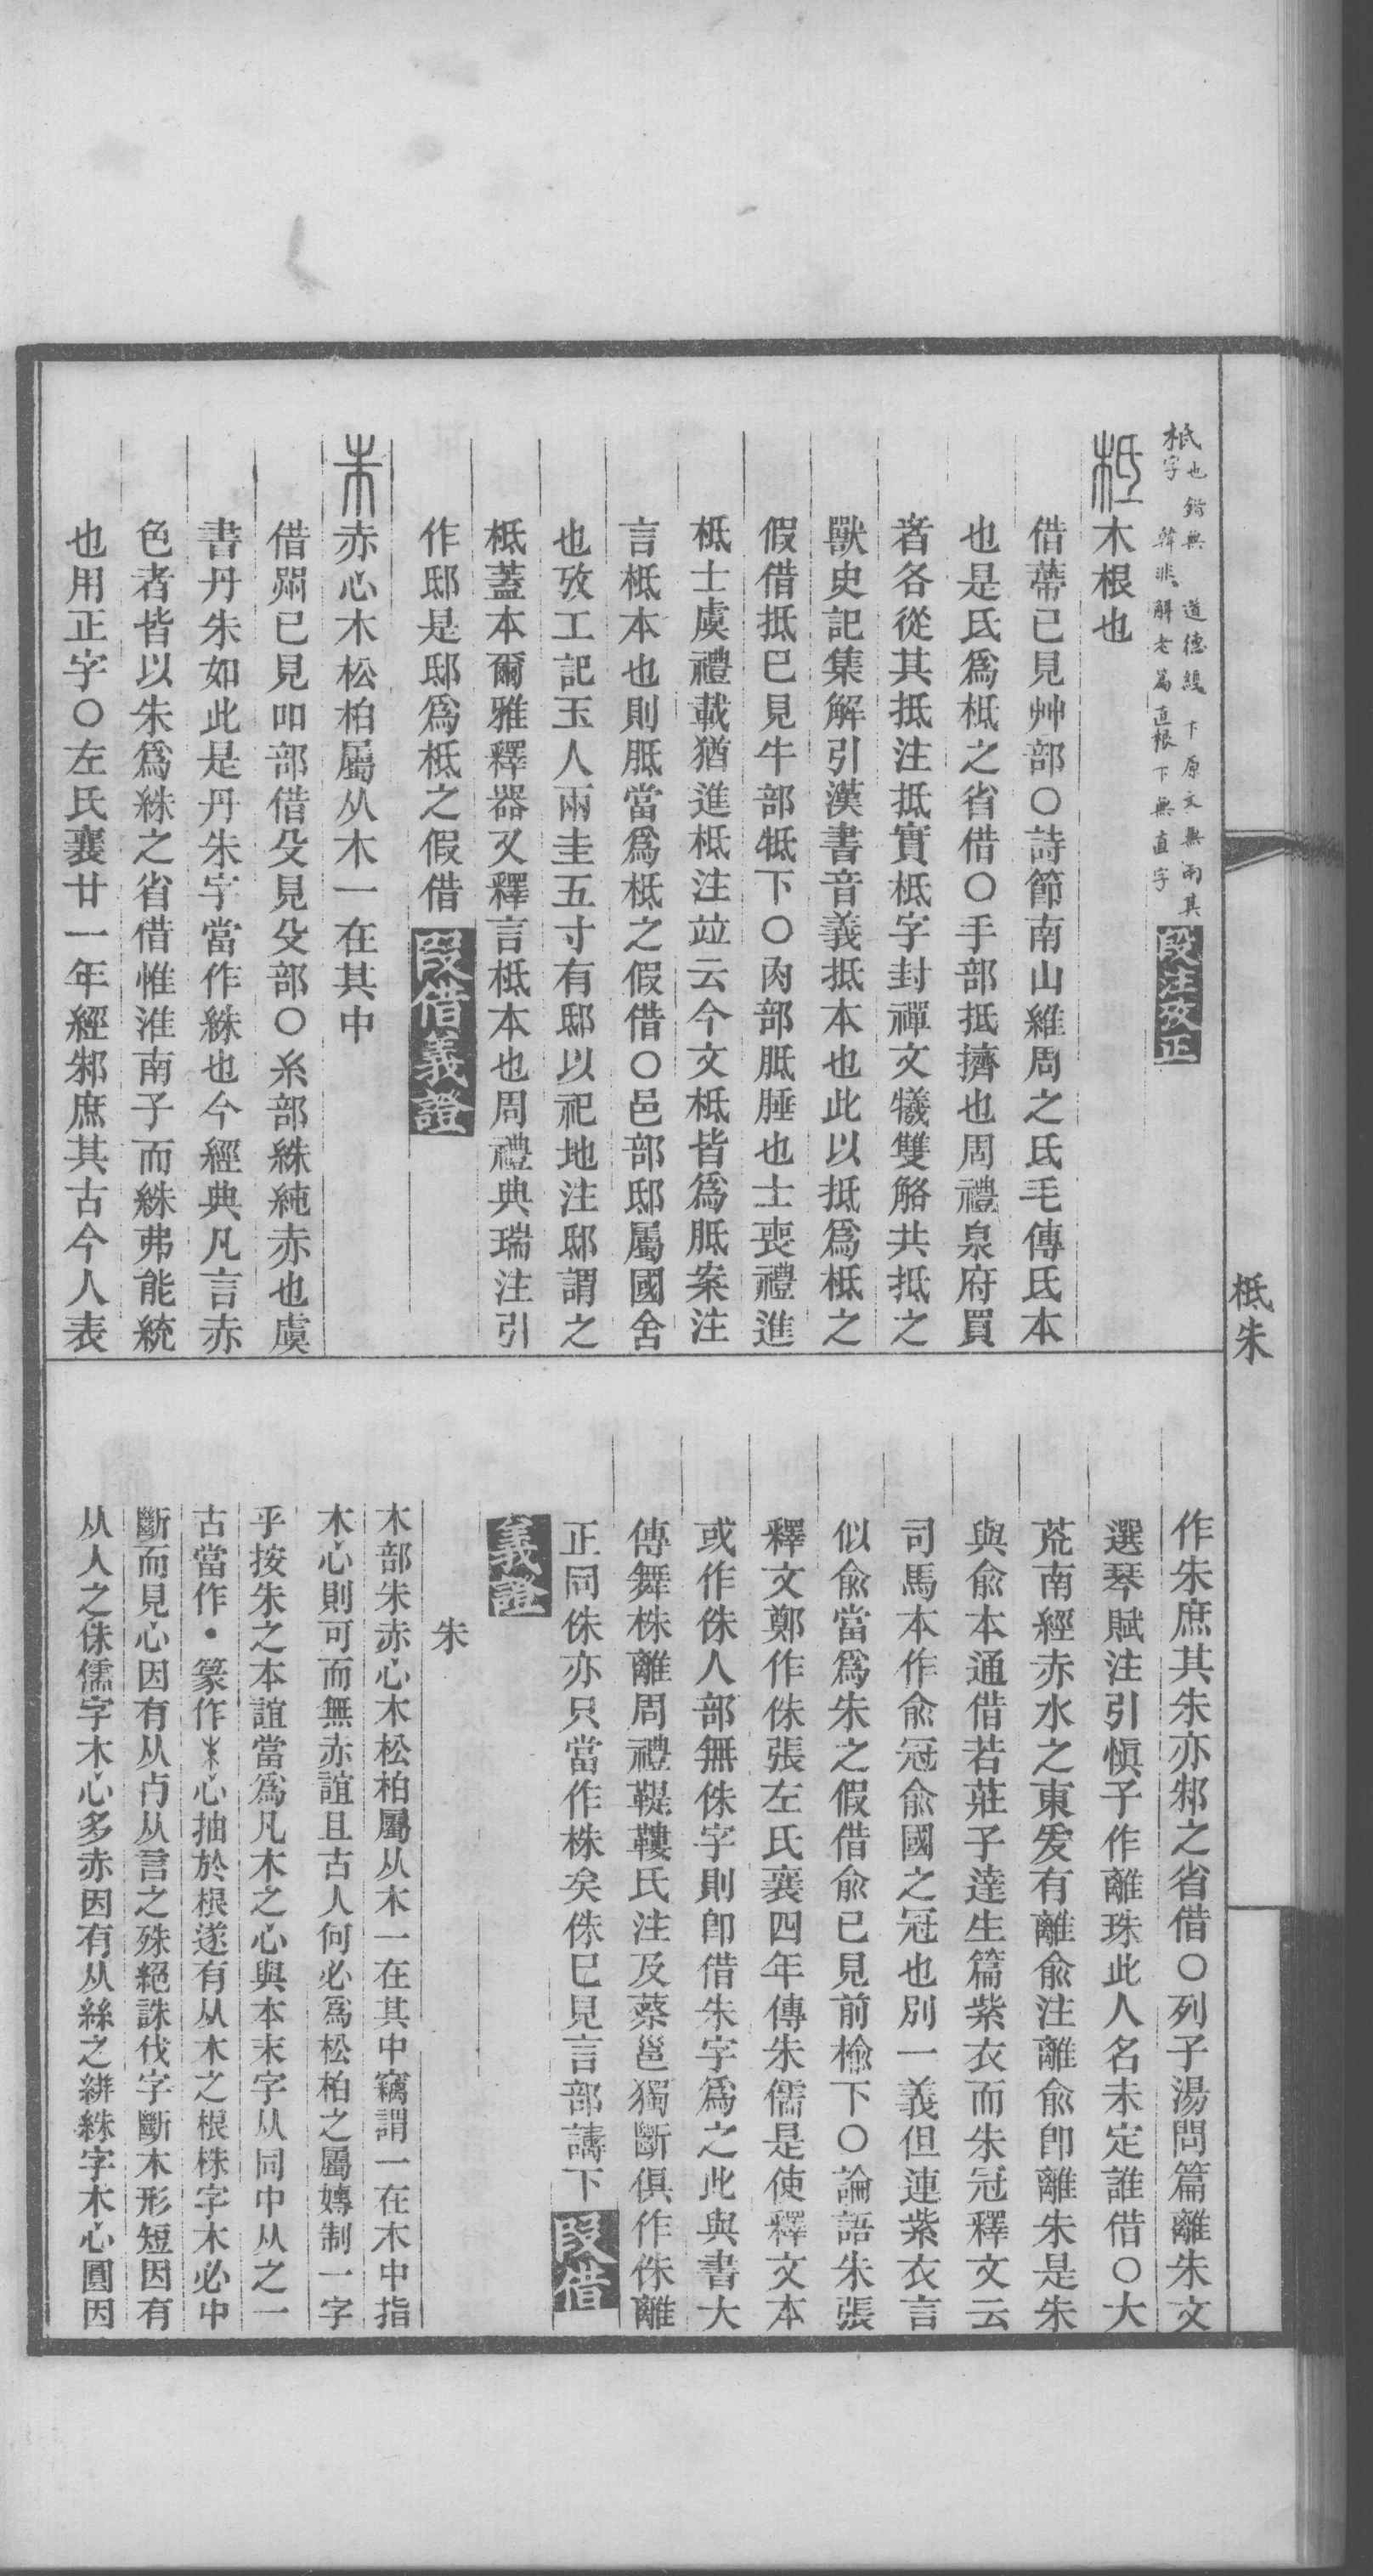 柢也鍇無 道德經 下原文無兩其
柢字 韓非解老篇直根下無直字
段注攷正
柢木根也
借蔕已見艸部○詩節南山維周之氐毛傳氐本
也是氐爲柢之省借○手部抵擠也周禮泉府買
者各從其抵注抵實柢字封禪文犧雙觡共抵之
獸史記集解引漢書音義抵本也此以抵爲柢之
假借抵已見牛部牴下○肉部胝腄也士喪禮進
柢士虞禮載猶進柢注竝云今文柢皆爲胝案注
言柢本也則胝當爲柢之假借○邑部邸屬國舍
也攷工記玉人兩圭五寸有邸以祀地注邸謂之
柢蓋本爾雅釋器又釋言柢本也周禮典瑞注引
作邸是邸爲柢之假借 叚借義證
朱赤心木松柏屬从木一在其中
借𠱭已見吅部借殳見殳部○糸部絑純赤也虞
書丹朱如此是丹朱字當作絑也今經典凡言赤
色者皆以朱爲絑之省借惟淮南子而絑弗能統
也用正字○左氏襄廿一年經邾庶其古今人表
作朱庶其朱亦邾之省借○列子湯問篇離朱文
選琴賦注引愼子作離珠此人名未定誰借○大
荒南經赤水之東爰有離俞注離俞卽離朱是朱
與俞本通借若莊子達生篇紫衣而朱冠釋文云
司馬本作俞冠俞國之冠也別一義但連紫衣言
似俞當爲朱之假借俞已見前楡下○論語朱張
釋文鄭作侏張左氏襄四年傳朱儒是使釋文本
或作侏人部無侏字則卽借朱字爲之此與書大
傳舞株離周禮鞮鞻氏注及蔡邕獨斷俱作侏離
正同侏亦只當作株矣侏已見言部譸下 叚借
義證
朱
木部朱赤心木松柏屬从木一在其中竊謂一在木中指
木心則可而無赤誼且古人何必爲松柏之屬嫥制一字
乎按朱之本誼當爲凡木之心與本末字从同中从之一
古當作・篆作朱心抽於根遂有从木之根株字木必中
斷而見心因有从歺从言之殊絕誅伐字斷木形短因有
从人之侏儒字木心多赤因有从絲之絣絑字木心圓因
柢朱